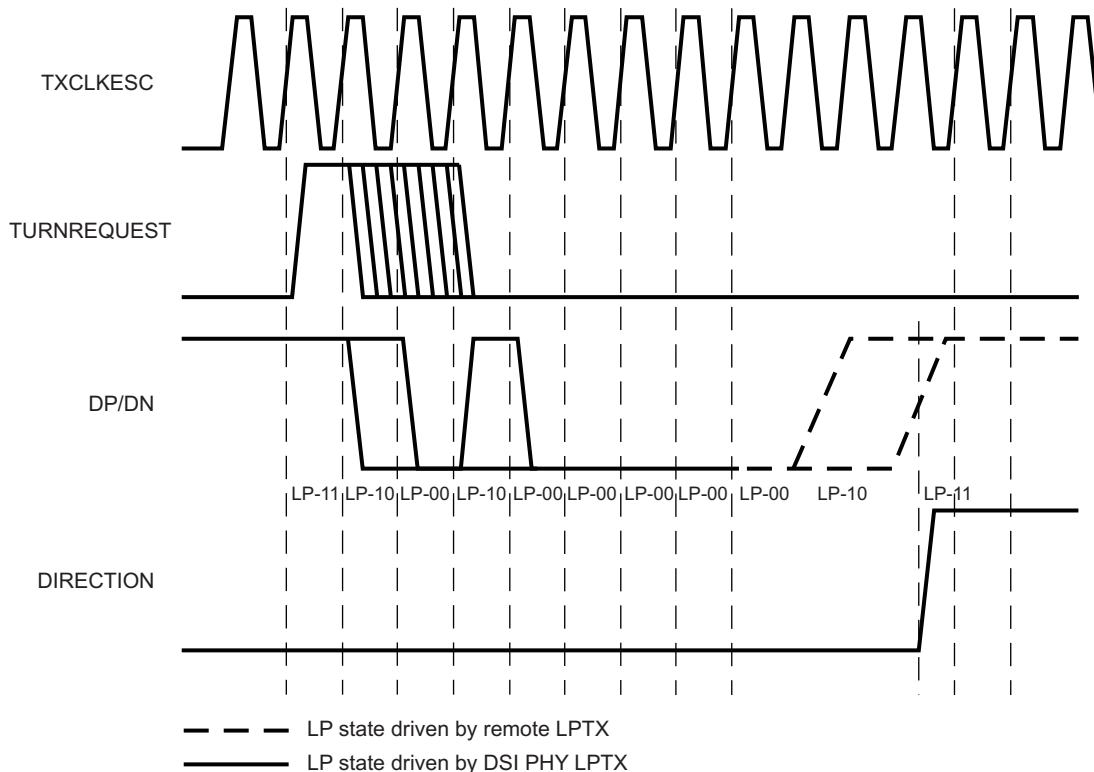 TXCLKESC
TURNREQUEST
DP/DN
LP-11 LP-10 LP-00 LP-10 LP-00 LP-00 LP-00 LP-00 LP-00 LP-10 LP-11
DIRECTION
LP state driven by remote LPTX
LP state driven by DSI PHY LPTX